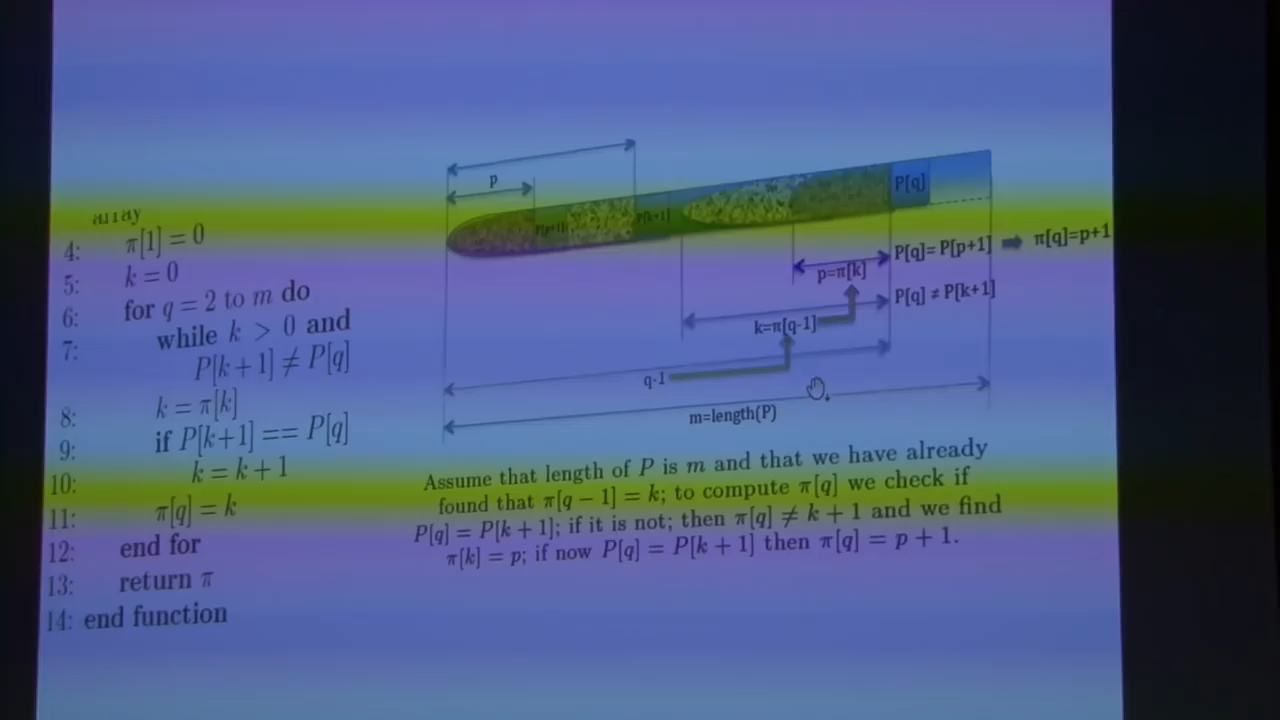 array
4: π[1] = 0
5: k = 0
6: for q = 2 to m do
7: while k > 0 and
P[k+1] ≠ P[q]
8: k = π[k]
9: if P[k+1] == P[q]
10: k = k + 1
11: π[q] = k
12: end for
13: return π
14: end function
p
P[p+1]
P[k+1]
P[q]
P[q]= P[p+1] ➡ π[q]=p+1
p=π[k]
P[q] ≠ P[k+1]
k=π[q-1]
q-1
m=length(P)
Assume that length of P is m and that we have already
found that π[q − 1] = k; to compute π[q] we check if
P[q] = P[k + 1]; if it is not; then π[q] ≠ k + 1 and we find
π[k] = p; if now P[q] = P[k + 1] then π[q] = p + 1.